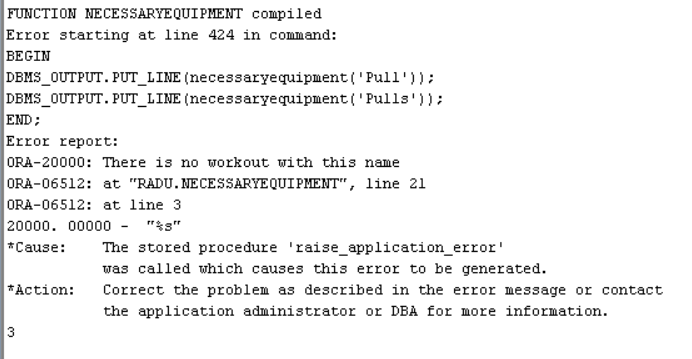 FUNCTION NECESSARYEQUIPMENT compiled
Error starting at line 424 in command:
BEGIN
DBMS_OUTPUT.PUT_LINE(necessaryequipment('Pull'));
DBMS_OUTPUT.PUT_LINE(necessaryequipment('Pulls'));
END;
Error report:
ORA-20000: There is no workout with this name
ORA-06512: at "RADU.NECESSARYEQUIPMENT", line 21
ORA-06512: at line 3
20000. 00000 -  "%s"
*Cause:    The stored procedure 'raise_application_error'
           was called which causes this error to be generated.
*Action:   Correct the problem as described in the error message or contact
           the application administrator or DBA for more information.
3